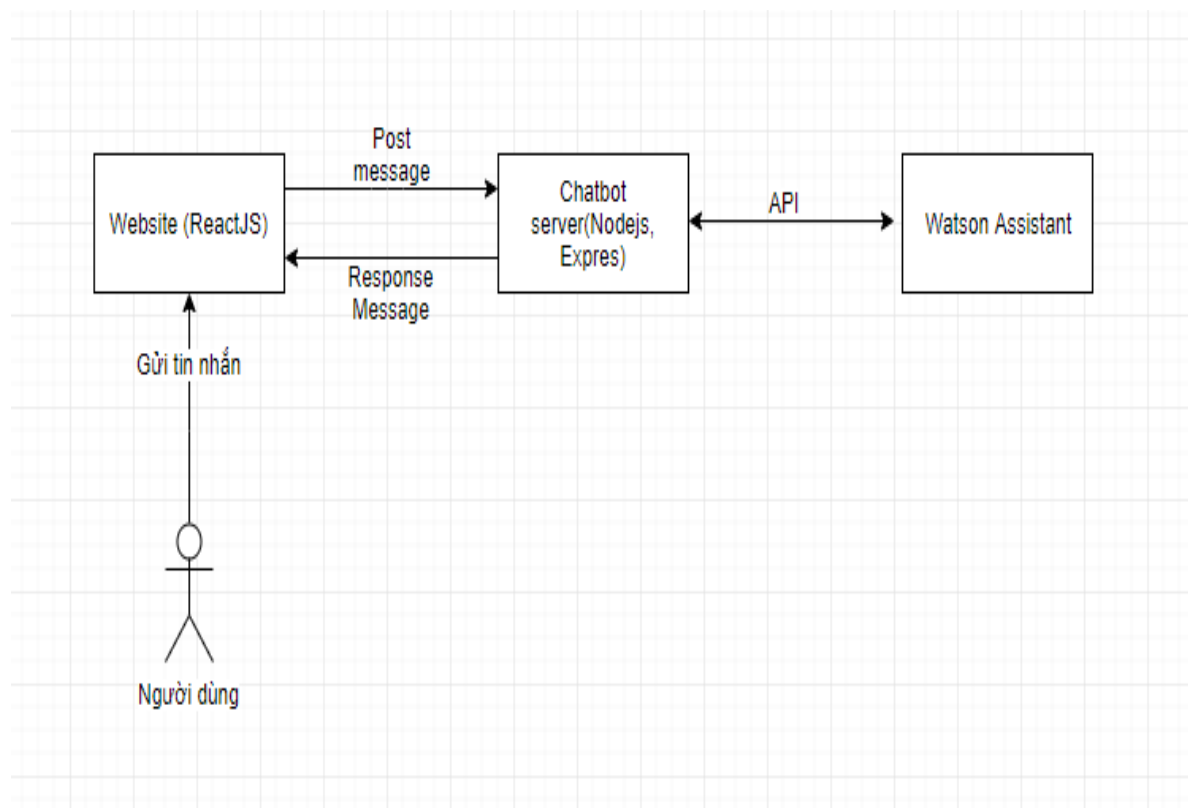 Post
message
Website (ReactJS)
Chatbot
server(Nodejs,
Expres)
API
Watson Assistant
Response
Message
Gửi tin nhắn
Người dùng